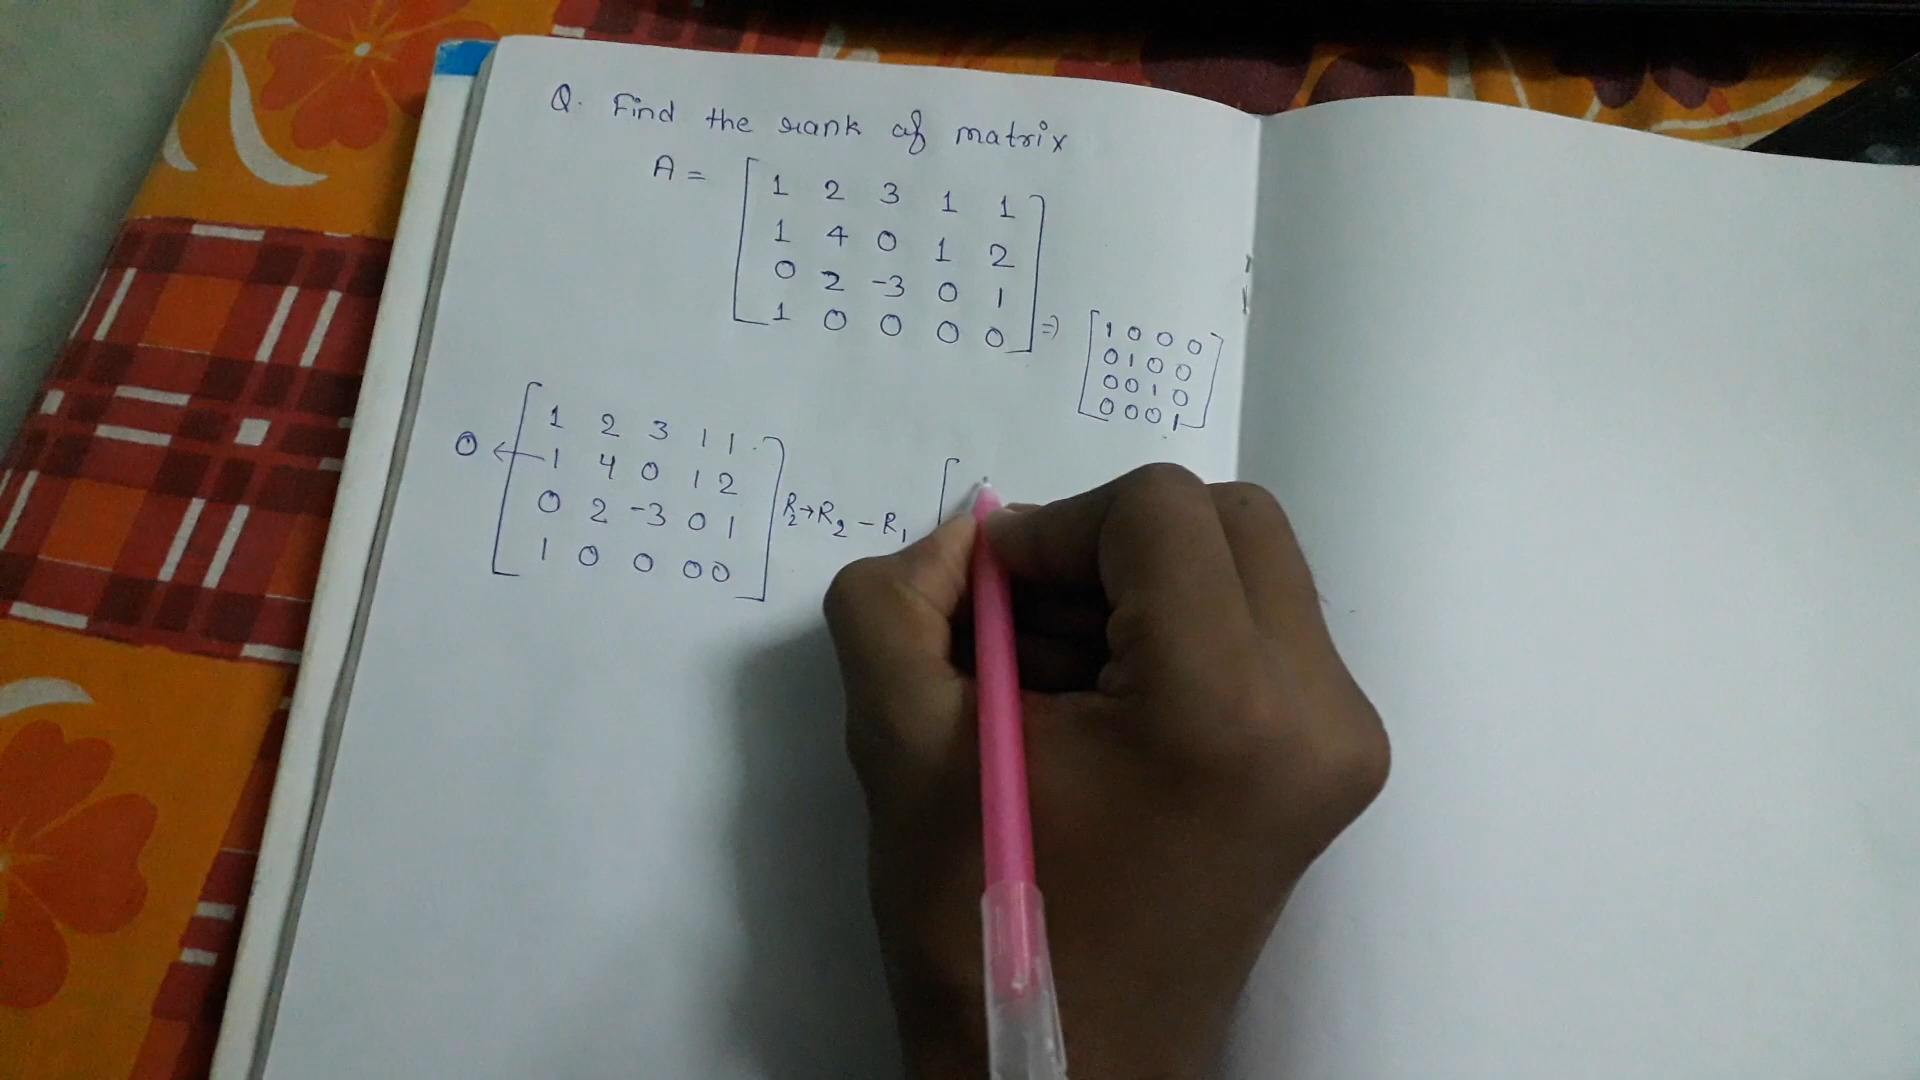 Q. Find the rank of matrix
A = [ 1 2 3 1 1
1 4 0 1 2
0 2 -3 0 1
1 0 0 0 0 ] ⇒
[ 1 0 0 0
0 1 0 0
0 0 1 0
0 0 0 1 ]
[ 1 2 3 1 1
0 ← 1 4 0 1 2
0 2 -3 0 1
1 0 0 0 0 ] R₂→R₂ - R₁ [